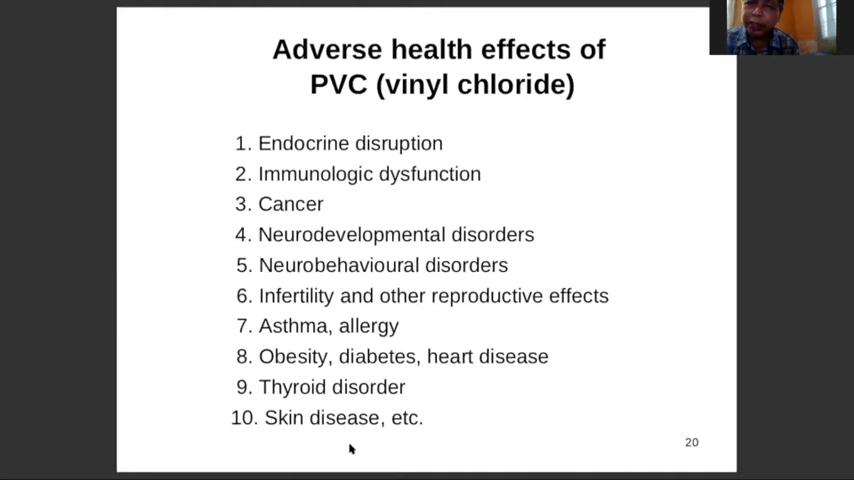 Adverse health effects of
PVC (vinyl chloride)
1. Endocrine disruption
2. Immunologic dysfunction
3. Cancer
4. Neurodevelopmental disorders
5. Neurobehavioural disorders
6. Infertility and other reproductive effects
7. Asthma, allergy
8. Obesity, diabetes, heart disease
9. Thyroid disorder
10. Skin disease, etc.
20